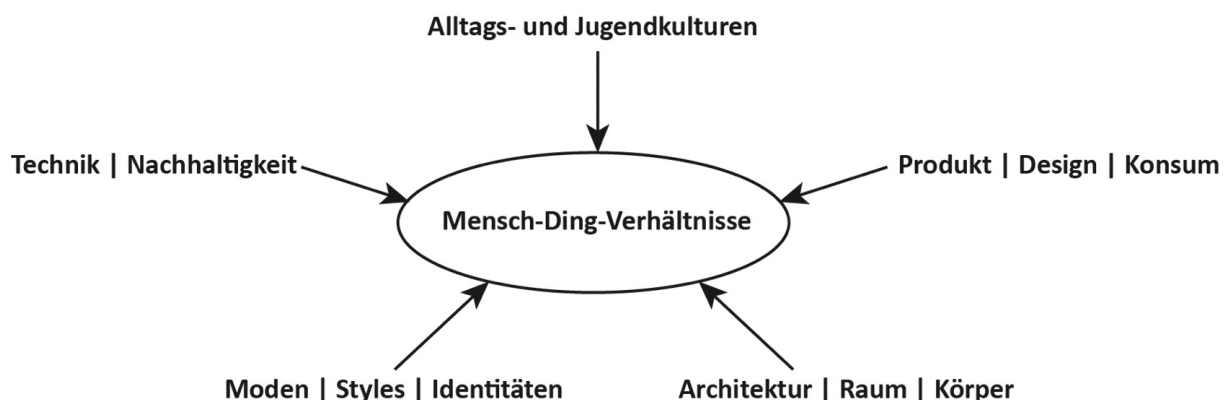 Alltags- und Jugendkulturen
Technik | Nachhaltigkeit
Produkt | Design | Konsum
Mensch-Ding-Verhältnisse
Moden | Styles | Identitäten
Architektur | Raum | Körper